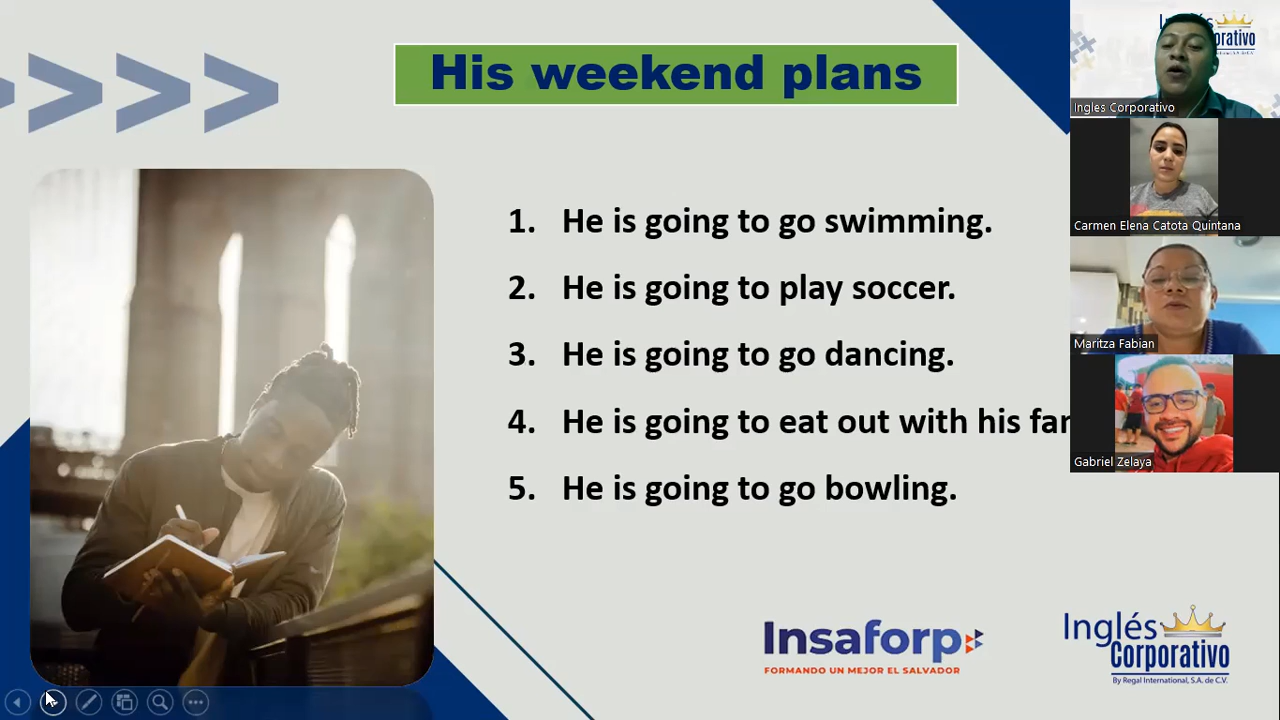 His weekend plans
1. He is going to go swimming.
2. He is going to play soccer.
3. He is going to go dancing.
4. He is going to eat out with his
5. He is going to go bowling.
Insaforp
FORMANDO UN MEJOR EL SALVADOR
Inglés
Corporativo
By Regal International, S.A. de C.V.
Inglés
Ingles Corporativo
Carmen Elena Catota Quintana
Maritza Fabian
Gabriel Zelaya